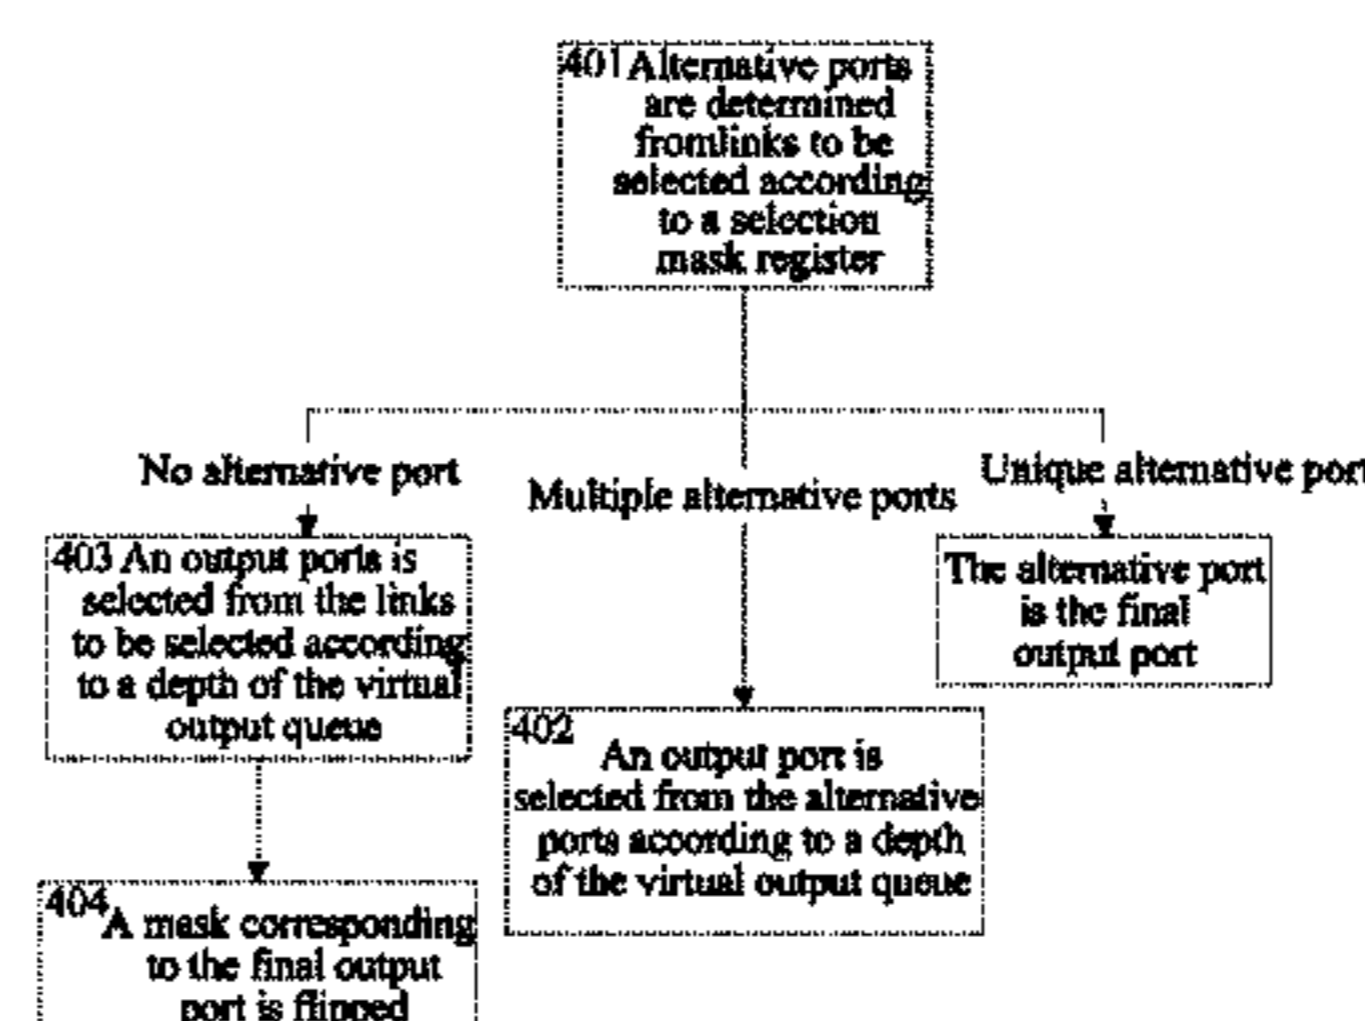 401 Alternative ports
are determined
fromlinks to be
selected according
to a selection
mask register
No alternative port
Multiple alternative ports
Unique alternative port
403 An output ports is
selected from the links
to be selected according
to a depth of the virtual
output queue
The alternative port
is the final
output port
402
An output port is
selected from the alternative
ports according to a depth
of the virtual output queue
404
A mask corresponding
to the final output
port is flipped